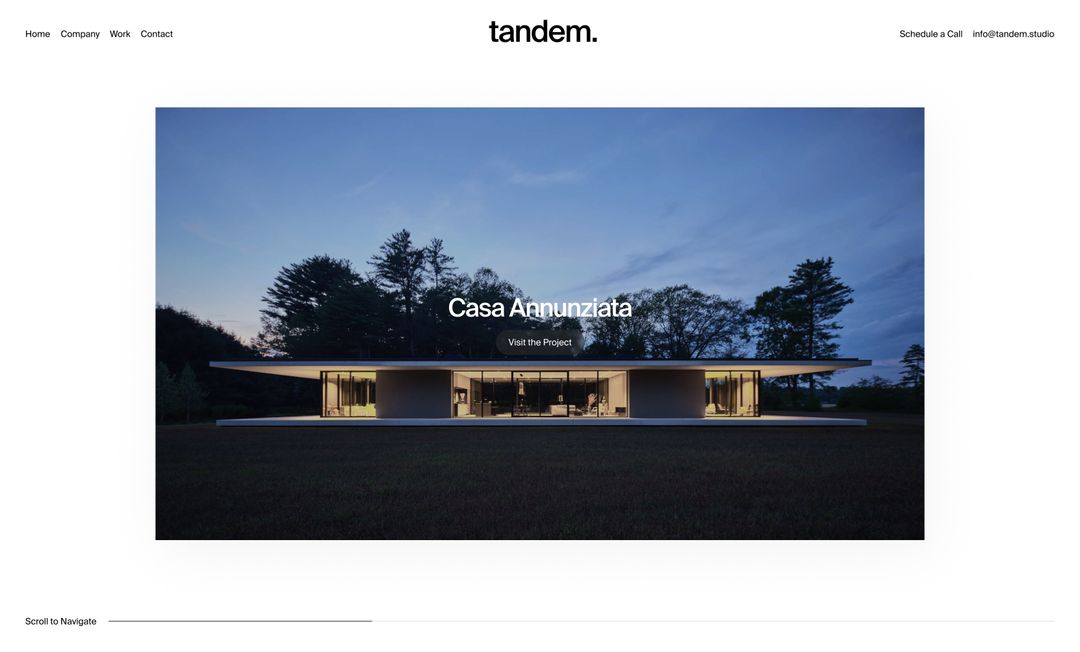 Home Company Work Contact
tandem.
Schedule a Call info@tandem.studio
Casa Annunziata
Visit the Project
Scroll to Navigate